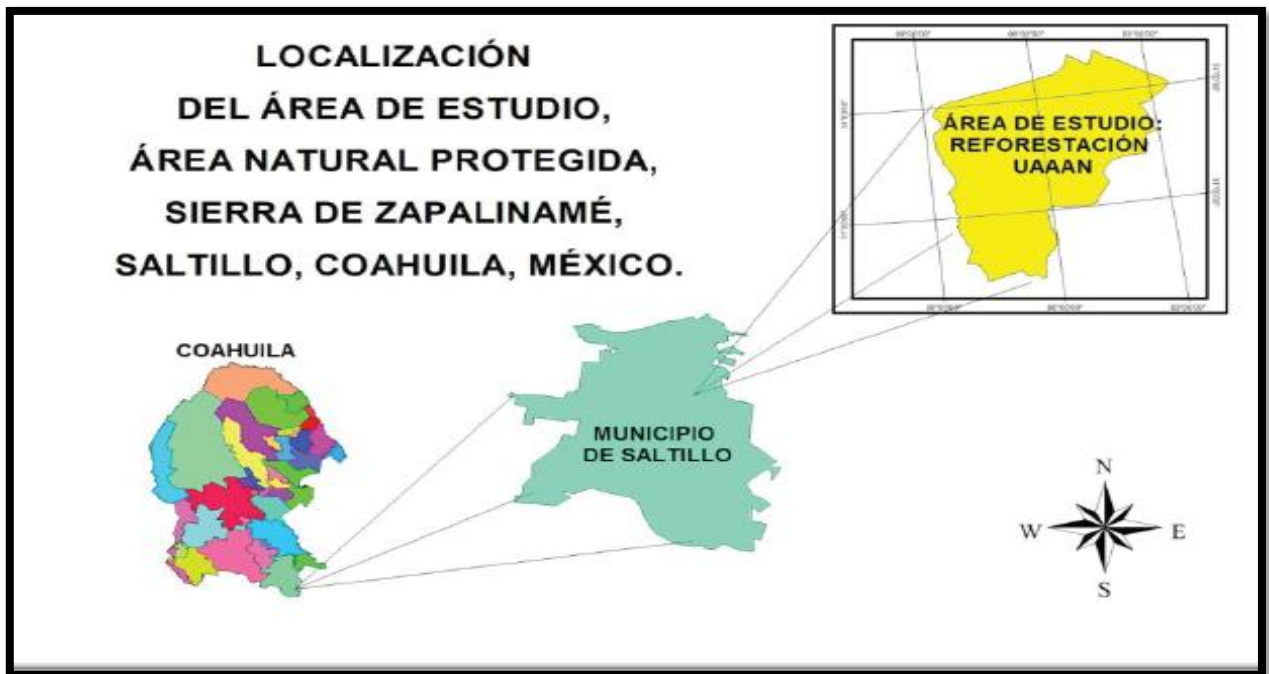 LOCALIZACIÓN
DEL ÁREA DE ESTUDIO,
ÁREA NATURAL PROTEGIDA,
SIERRA DE ZAPALINAMÉ,
SALTILLO, COAHUILA, MÉXICO.
ÁREA DE ESTUDIO:
REFORESTACIÓN
UAAAN
COAHUILA
MUNICIPIO
DE SALTILLO
N
W
E
S